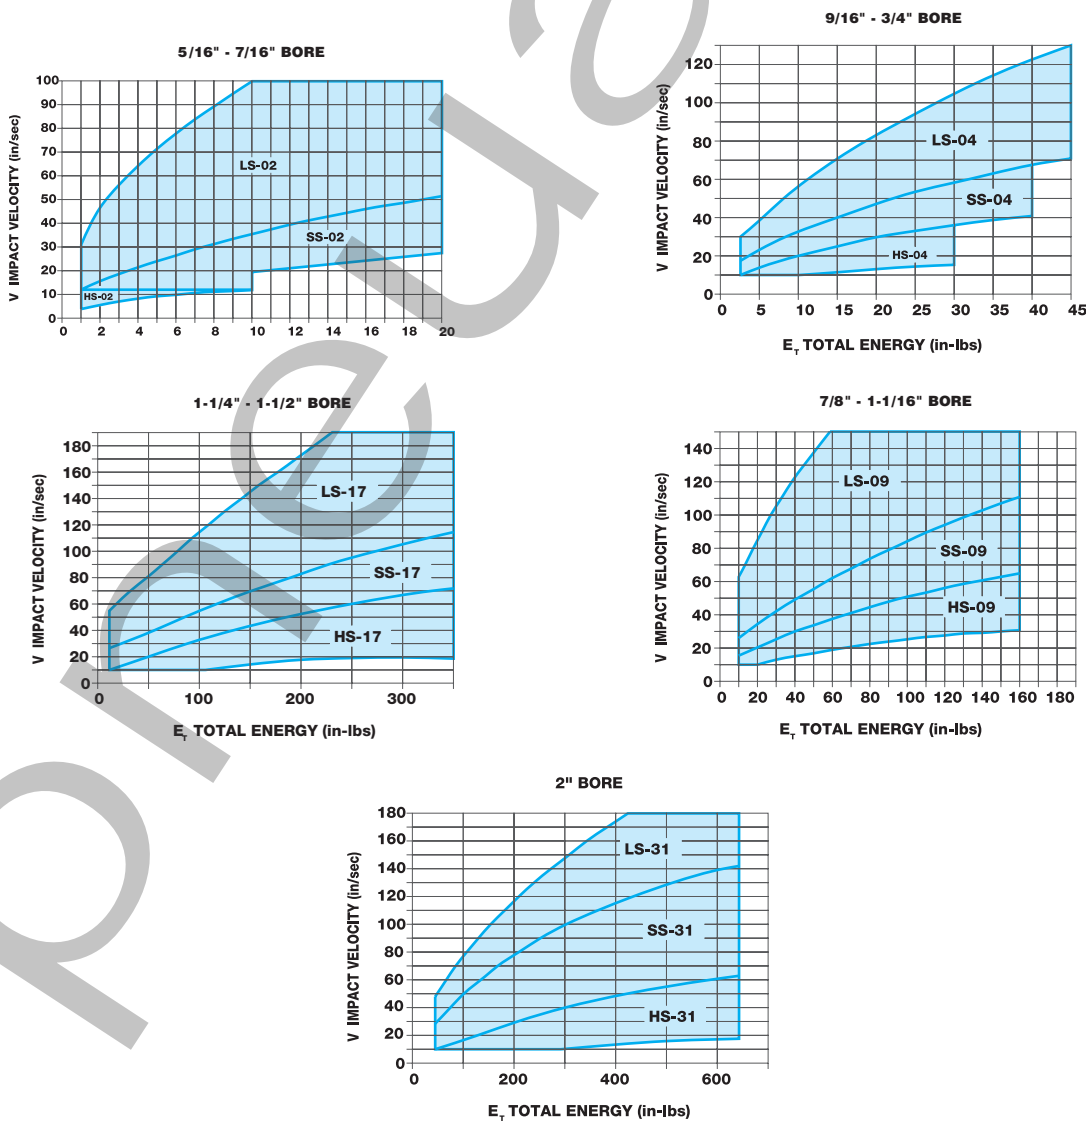 5/16" - 7/16" BORE
V IMPACT VELOCITY (in/sec)
100
90
80
70
60
50
40
30
20
10
0
LS-02
SS-02
HS-02
0 2 4 6 8 10 12 14 16 18 20
9/16" - 3/4" BORE
V IMPACT VELOCITY (in/sec)
120
100
80
60
40
20
0
LS-04
SS-04
HS-04
0 5 10 15 20 25 30 35 40 45
ET TOTAL ENERGY (in-lbs)
1-1/4" - 1-1/2" BORE
V IMPACT VELOCITY (in/sec)
180
160
140
120
100
80
60
40
20
0
LS-17
SS-17
HS-17
0 100 200 300
ET TOTAL ENERGY (in-lbs)
7/8" - 1-1/16" BORE
V IMPACT VELOCITY (in/sec)
140
120
100
80
60
40
20
0
LS-09
SS-09
HS-09
0 20 40 60 80 100 120 140 160 180
ET TOTAL ENERGY (in-lbs)
2" BORE
V IMPACT VELOCITY (in/sec)
180
160
140
120
100
80
60
40
20
0
LS-31
SS-31
HS-31
0 200 400 600
ET TOTAL ENERGY (in-lbs)